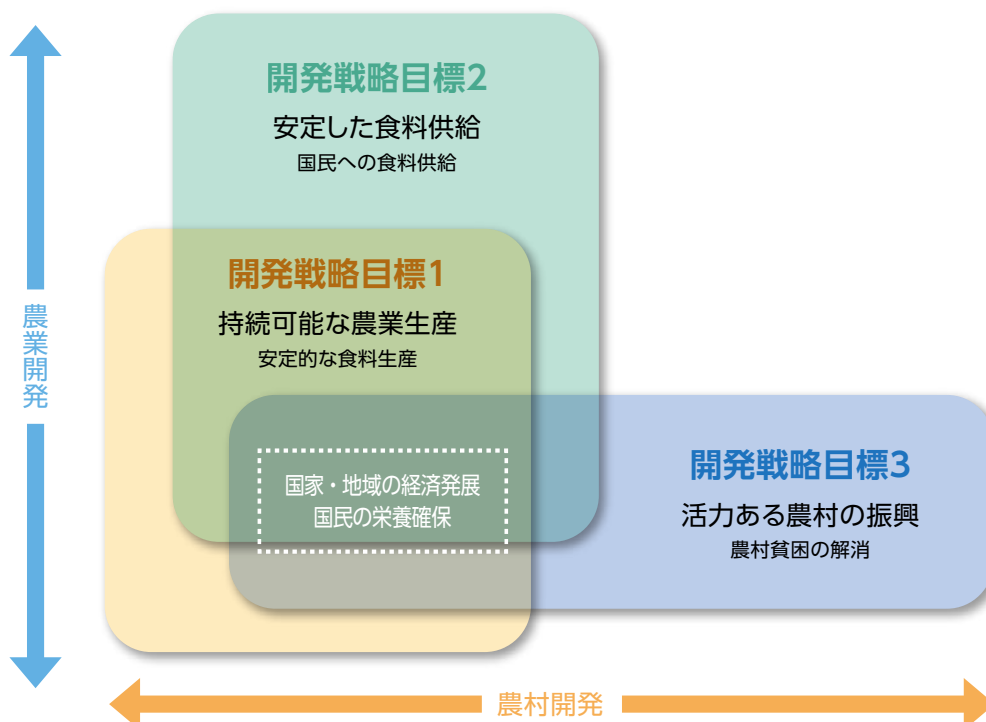 開発戦略目標2
安定した食料供給
国民への食料供給
開発戦略目標1
持続可能な農業生産
安定的な食料生産
農業開発
国家・地域の経済発展
国民の栄養確保
開発戦略目標3
活力ある農村の振興
農村貧困の解消
農村開発